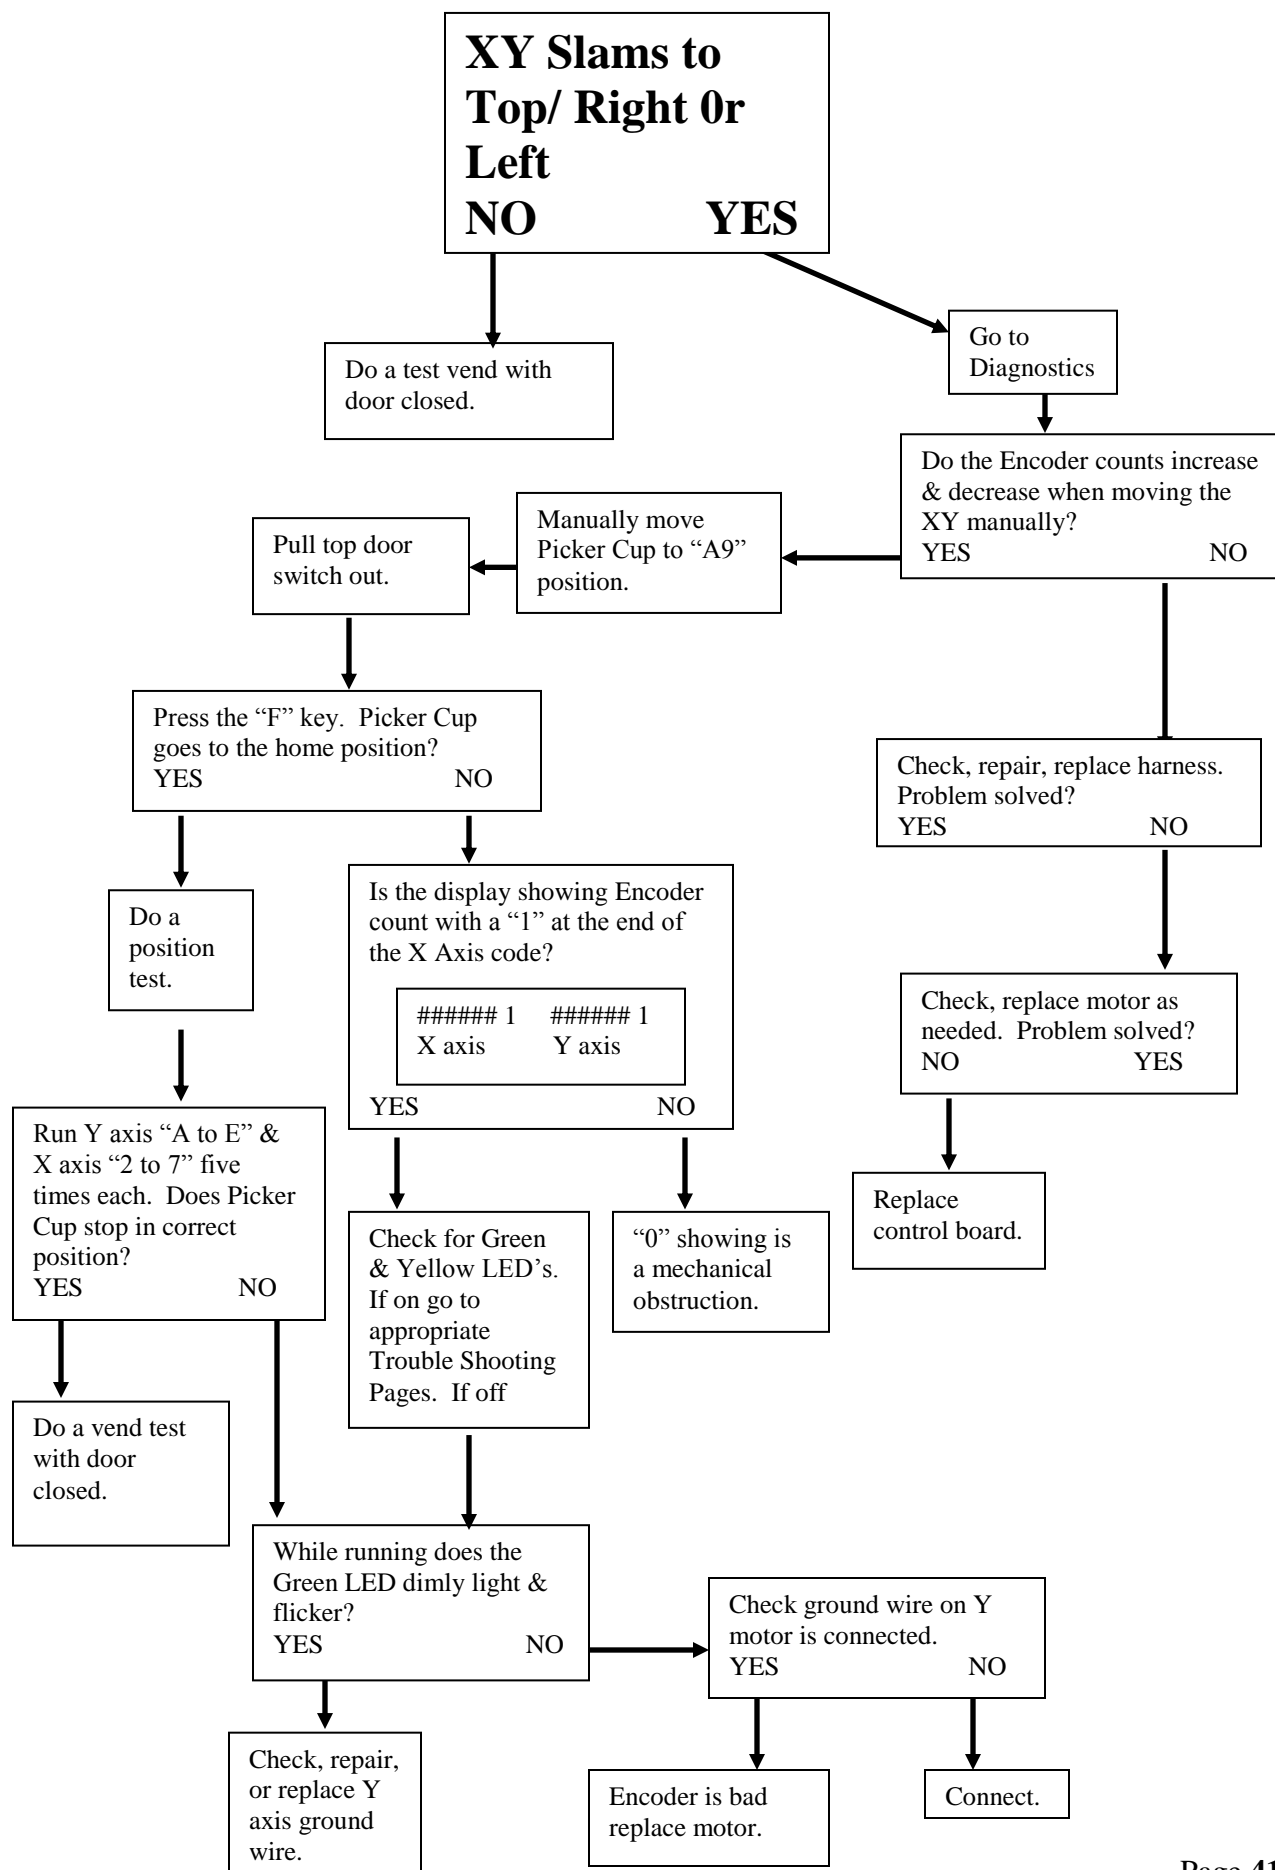 XY Slams to
Top/ Right 0r
Left
NO YES
Do a test vend with
door closed.
Go to
Diagnostics
Do the Encoder counts increase
& decrease when moving the
XY manually?
YES NO
Manually move
Picker Cup to “A9”
position.
Pull top door
switch out.
Press the “F” key. Picker Cup
goes to the home position?
YES NO
Check, repair, replace harness.
Problem solved?
YES NO
Do a
position
test.
Is the display showing Encoder
count with a “1” at the end of
the X Axis code?
###### 1 ###### 1
X axis Y axis
YES NO
Check, replace motor as
needed. Problem solved?
NO YES
Run Y axis “A to E” &
X axis “2 to 7” five
times each. Does Picker
Cup stop in correct
position?
YES NO
Check for Green
& Yellow LED’s.
If on go to
appropriate
Trouble Shooting
Pages. If off
“0” showing is
a mechanical
obstruction.
Replace
control board.
Do a vend test
with door
closed.
While running does the
Green LED dimly light &
flicker?
YES NO
Check ground wire on Y
motor is connected.
YES NO
Check, repair,
or replace Y
axis ground
wire.
Encoder is bad
replace motor.
Connect.
Page 41